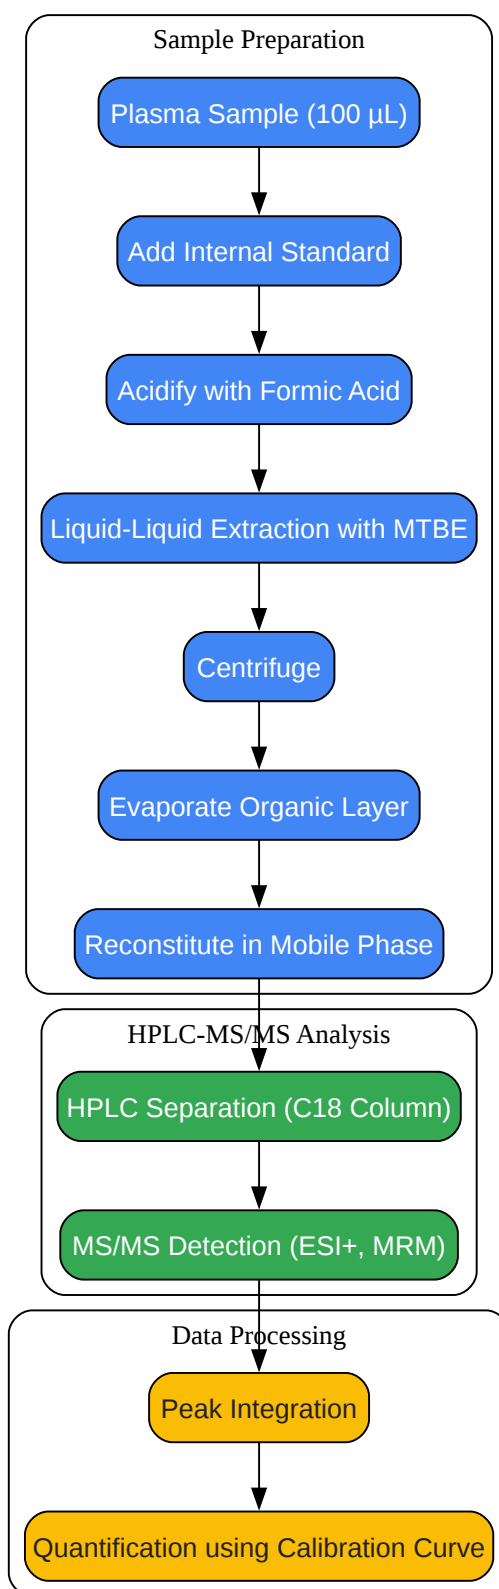 Sample Preparation
Plasma Sample (100 µL)
Add Internal Standard
Acidify with Formic Acid
Liquid-Liquid Extraction with MTBE
Centrifuge
Evaporate Organic Layer
Reconstitute in Mobile Phase
HPLC-MS/MS Analysis
HPLC Separation (C18 Column)
MS/MS Detection (ESI+, MRM)
Data Processing
Peak Integration
Quantification using Calibration Curve